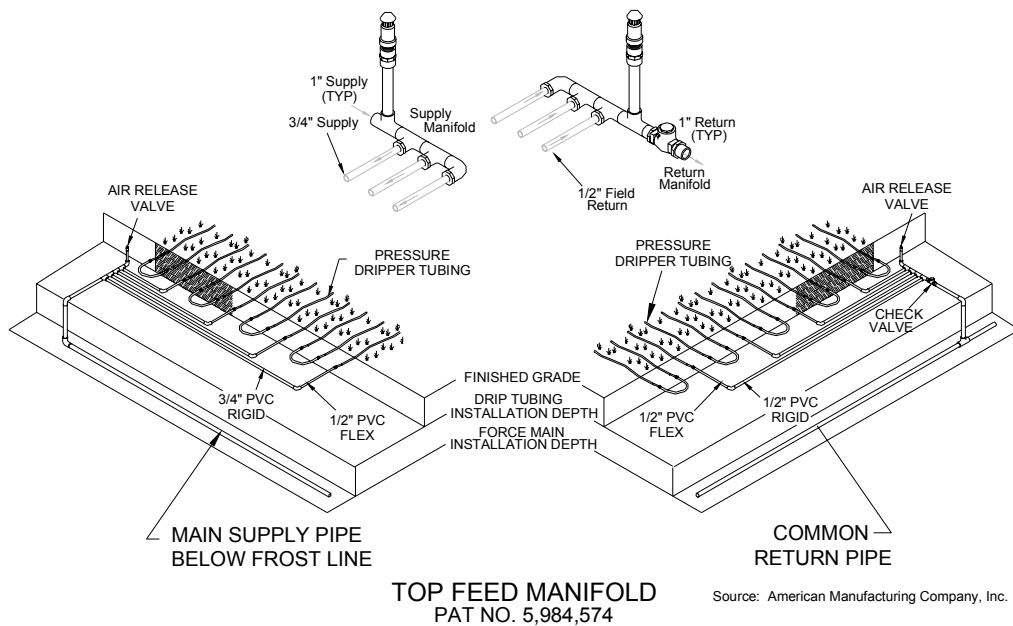 1" Supply
(TYP)
3/4" Supply
Supply
Manifold
1" Return
(TYP)
Return
Manifold
1/2" Field
Return
AIR RELEASE
VALVE
PRESSURE
DRIPPER TUBING
PRESSURE
DRIPPER TUBING
AIR RELEASE
VALVE
CHECK
VALVE
3/4" PVC
RIGID
1/2" PVC
FLEX
FINISHED GRADE
DRIP TUBING
INSTALLATION DEPTH
FORCE MAIN
INSTALLATION DEPTH
1/2" PVC
FLEX
1/2" PVC
RIGID
MAIN SUPPLY PIPE
BELOW FROST LINE
COMMON
RETURN PIPE
TOP FEED MANIFOLD
PAT NO. 5,984,574
Source: American Manufacturing Company, Inc.